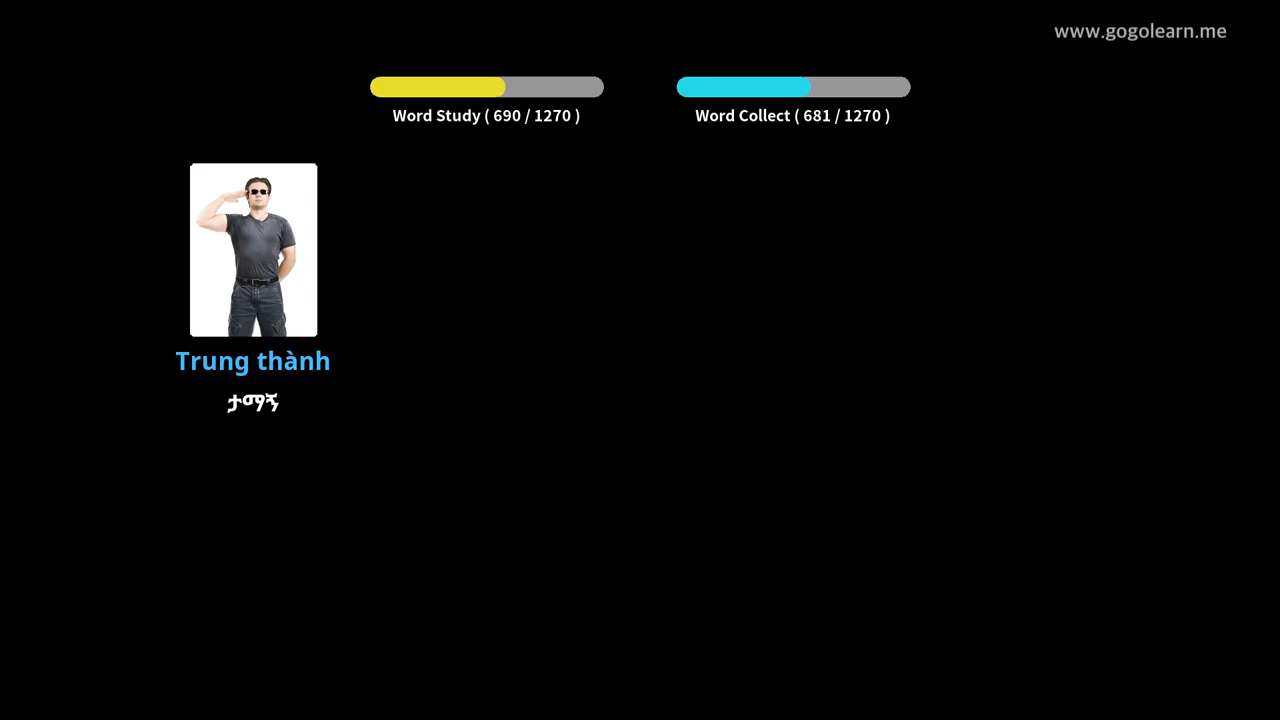 www.gogolearn.me
Word Study ( 690 / 1270 )
Word Collect ( 681 / 1270 )
Trung thành
ታማኝ